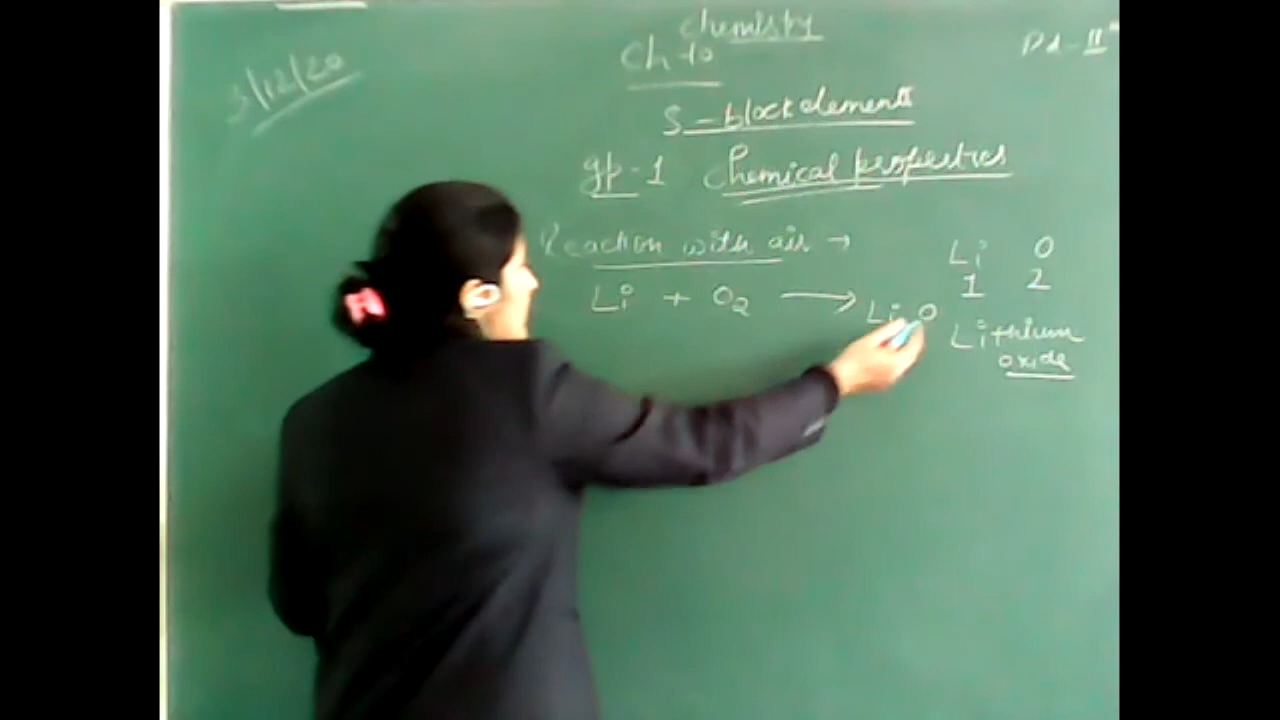 3/12/20
chemistry
Ch-10
Pd-II
S-block elements
gp-1 Chemical properties
Reaction with air →
Li + O2 → Li O
Li O
1 2
Lithium
oxide